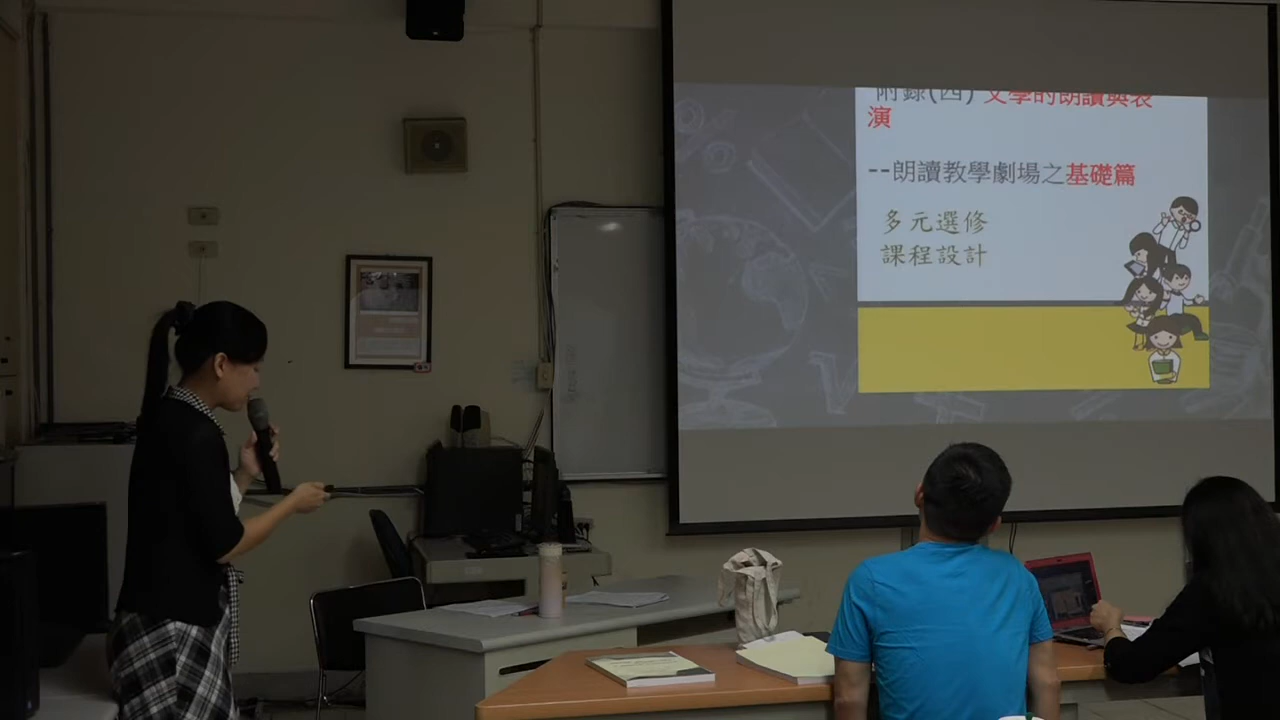 附錄(四) 文學的朗讀與表
演
--朗讀教學劇場之基礎篇
多元選修
課程設計